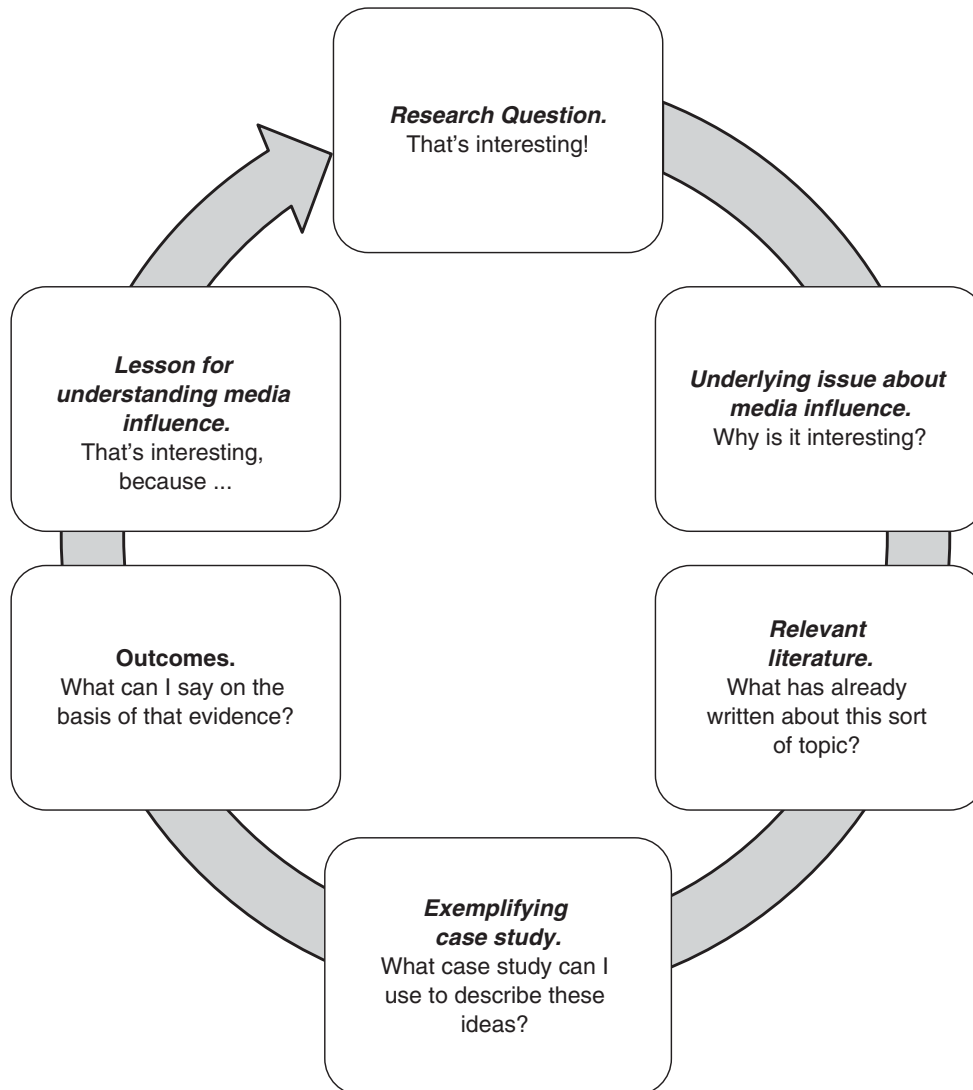 Research Question.
That's interesting!
Underlying issue about
media influence.
Why is it interesting?
Relevant
literature.
What has already
written about this sort
of topic?
Exemplifying
case study.
What case study can I
use to describe these
ideas?
Outcomes.
What can I say on the
basis of that evidence?
Lesson for
understanding media
influence.
That's interesting,
because ...